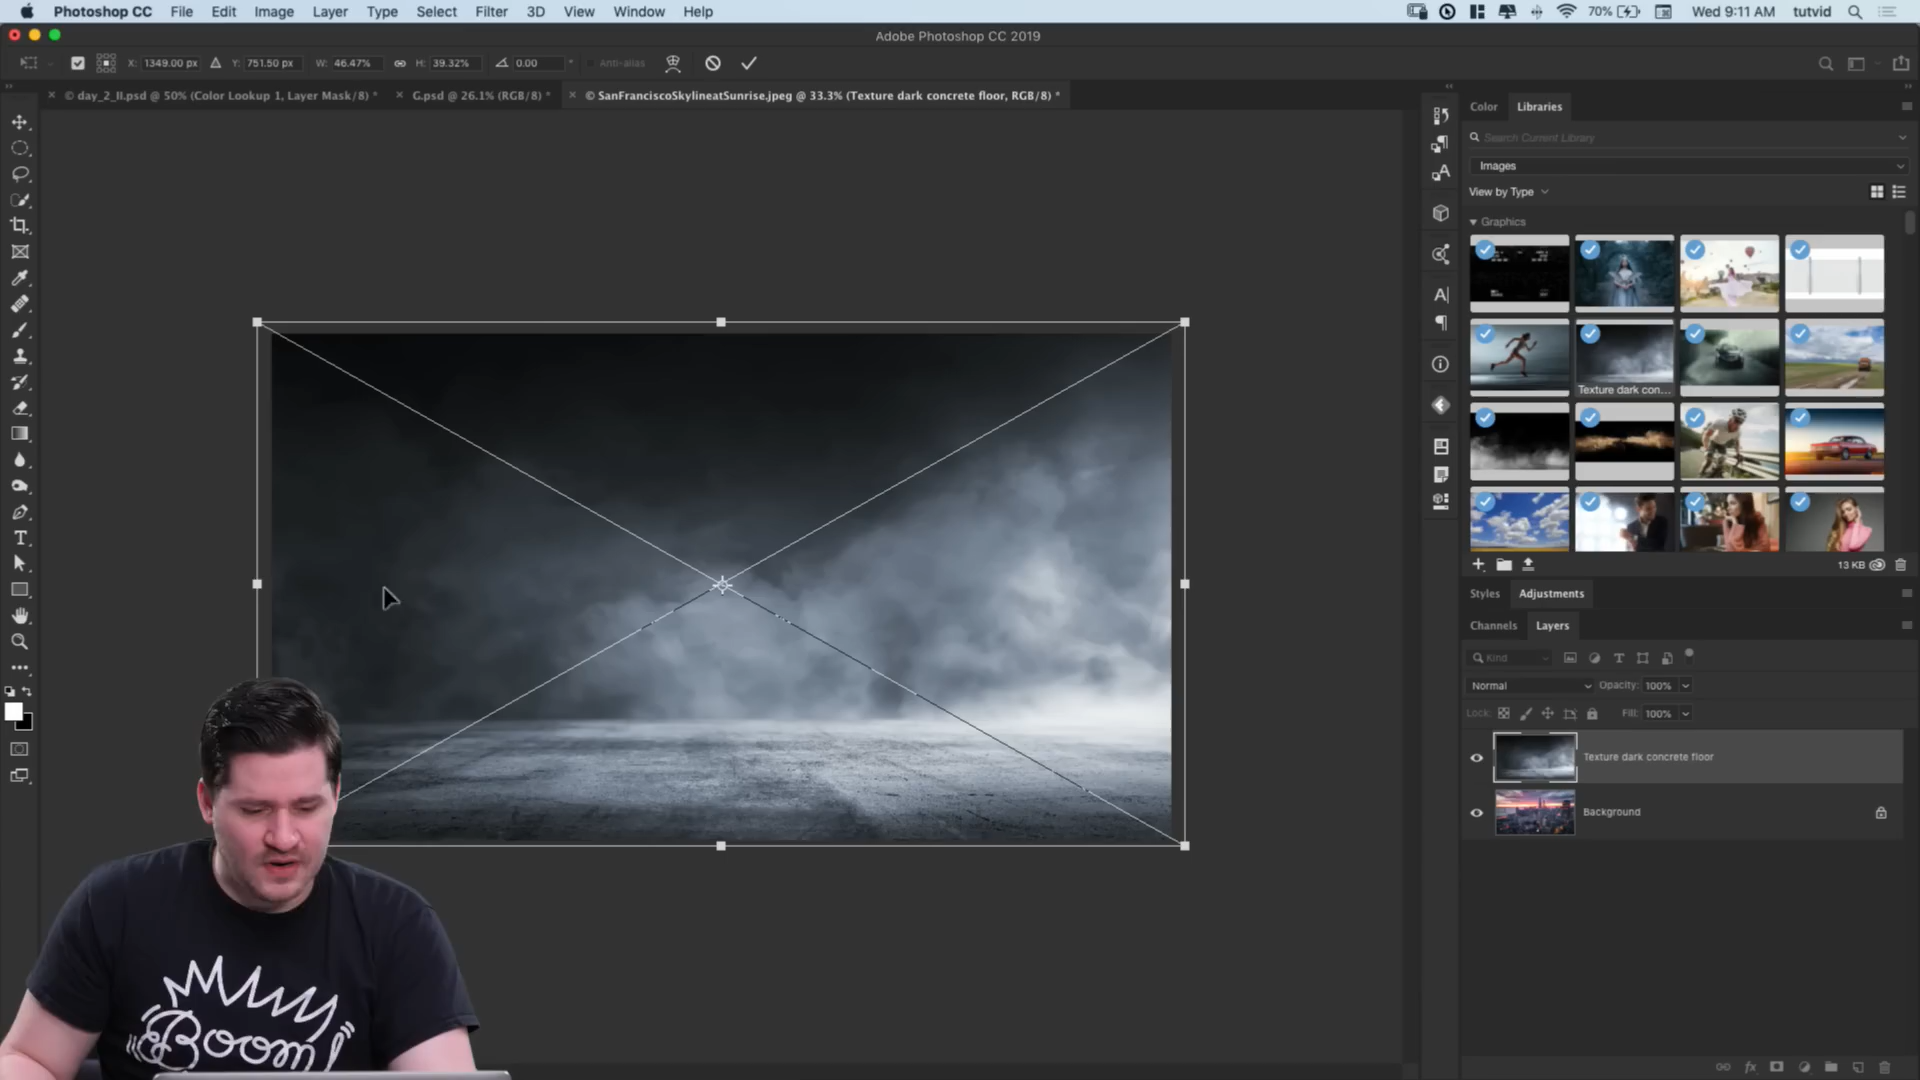 Photoshop CC File Edit Image Layer Type Select Filter 3D View Window Help 70% Wed 9:11 AM tutvid
Adobe Photoshop CC 2019
X: 1349.00 px Y: 751.50 px W: 46.47% H: 39.32% 0.00 ° Anti-alias
× © day_2_II.psd @ 50% (Color Lookup 1, Layer Mask/8) * × G.psd @ 26.1% (RGB/8) * × © SanFranciscoSkylineatSunrise.jpeg @ 33.3% (Texture dark concrete floor, RGB/8) *
Color Libraries
Search Current Library
Images
View by Type
Graphics
Texture dark con...
13 KB
Styles Adjustments
Channels Layers
Kind
Normal Opacity: 100%
Lock: Fill: 100%
Texture dark concrete floor
Background
Boom!